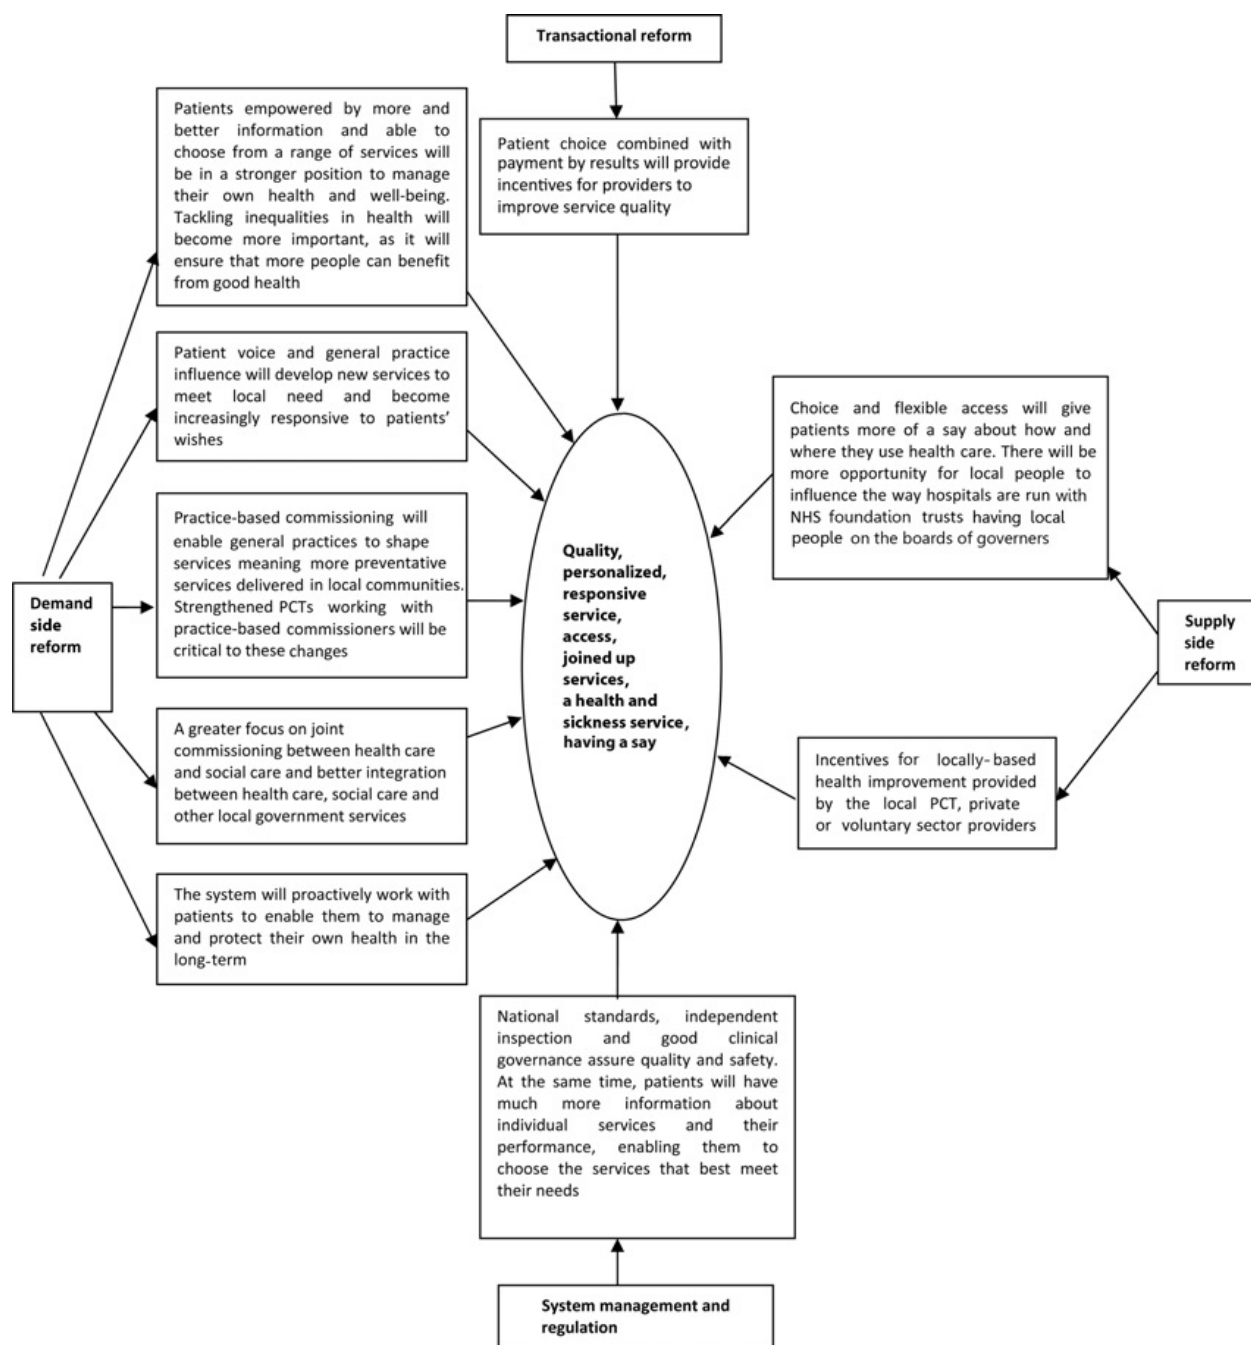 Transactional reform
Patient choice combined with
payment by results will provide
incentives for providers to
improve service quality
Patients empowered by more and
better information and able to
choose from a range of services will
be in a stronger position to manage
their own health and well-being.
Tackling inequalities in health will
become more important, as it will
ensure that more people can benefit
from good health
Patient voice and general practice
influence will develop new services to
meet local need and become
increasingly responsive to patients’
wishes
Practice-based commissioning will
enable general practices to shape
services meaning more preventative
services delivered in local communities.
Strengthened PCTs working with
practice-based commissioners will be
critical to these changes
Demand
side
reform
A greater focus on joint
commissioning between health care
and social care and better integration
between health care, social care and
other local government services
The system will proactively work with
patients to enable them to manage
and protect their own health in the
long-term
Quality,
personalized,
responsive
service,
access,
joined up
services,
a health and
sickness service,
having a say
Choice and flexible access will give
patients more of a say about how and
where they use health care. There will be
more opportunity for local people to
influence the way hospitals are run with
NHS foundation trusts having local
people on the boards of governers
Supply
side
reform
Incentives for locally-based
health improvement provided
by the local PCT, private
or voluntary sector providers
National standards, independent
inspection and good clinical
governance assure quality and safety.
At the same time, patients will have
much more information about
individual services and their
performance, enabling them to
choose the services that best meet
their needs
System management and
regulation